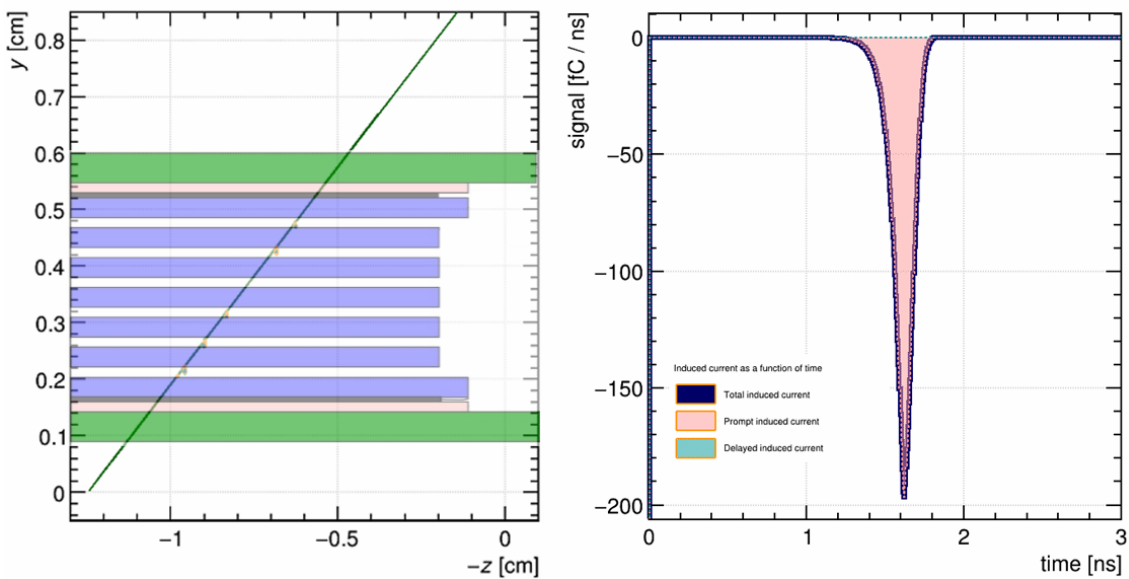 y [cm]
0.8
0.7
0.6
0.5
0.4
0.3
0.2
0.1
0
−1
−0.5
0
−z [cm]
signal [fC / ns]
0
−50
−100
−150
−200
Induced current as a function of time
Total induced current
Prompt induced current
Delayed induced current
0
1
2
3
time [ns]